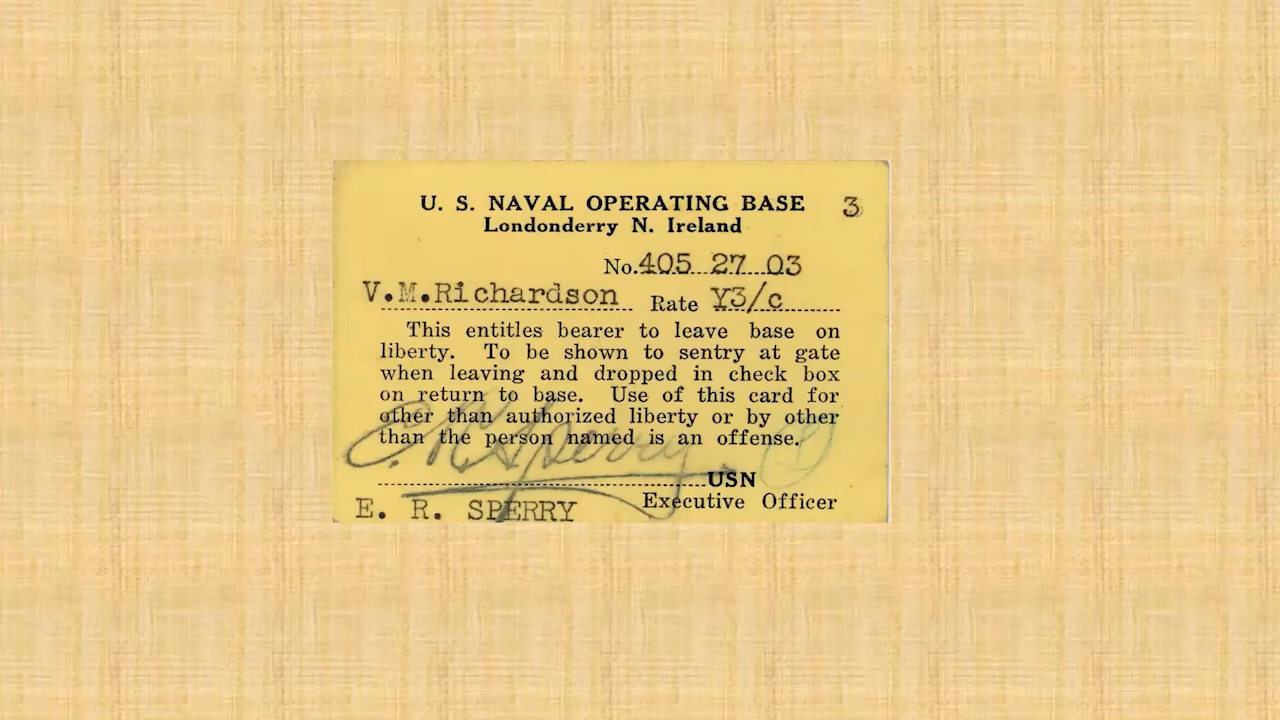 U. S. NAVAL OPERATING BASE 3
Londonderry N. Ireland
No. 405 27 03
V.M.Richardson Rate Y3/c
This entitles bearer to leave base on
liberty. To be shown to sentry at gate
when leaving and dropped in check box
on return to base. Use of this card for
other than authorized liberty or by other
than the person named is an offense.
E. R. Sperry USN
E. R. SPERRY Executive Officer